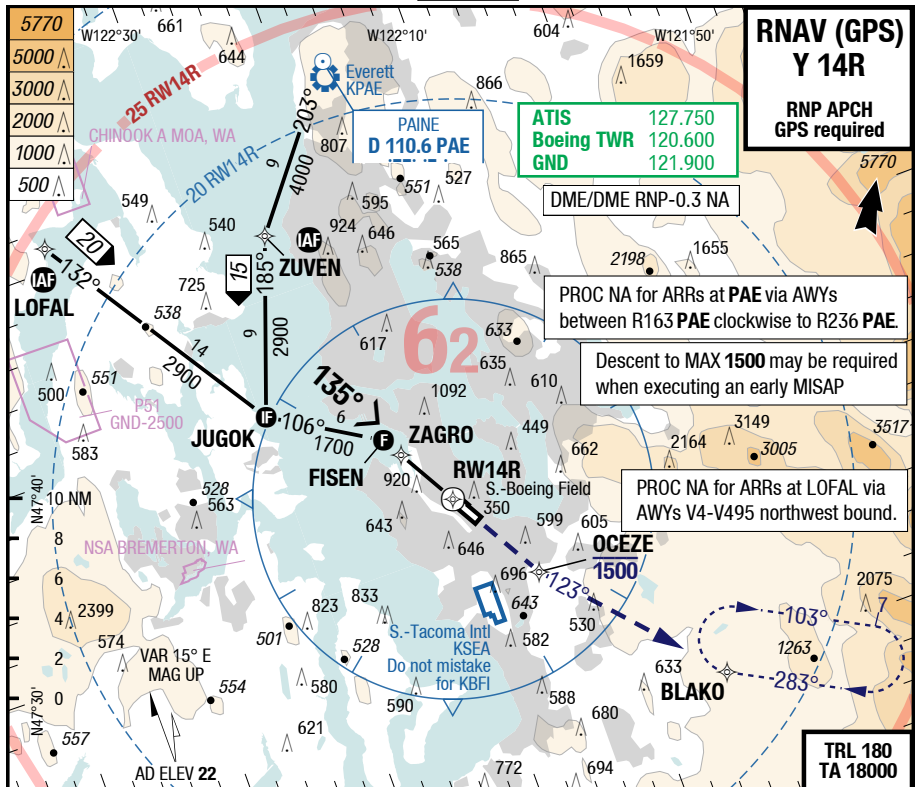 5770
5000
3000
2000
1000
500
W122°30'
661
644
W122°10'
604
W121°50'
1659
RNAV (GPS)
Y 14R
RNP APCH
GPS required
25 RW14R
20 RW14R
CHINOOK A MOA, WA
Everett
KPAE
866
203°
9
4000
807
PAINE
D 110.6 PAE
ATIS 127.750
Boeing TWR 120.600
GND 121.900
5770
551
527
595
DME/DME RNP-0.3 NA
549
540
924
646
IAF
ZUVEN
565
538
865
2198
1655
20
132°
IAF
LOFAL
15
185°
725
538
14
2900
9
2900
PROC NA for ARRs at PAE via AWYs
between R163 PAE clockwise to R236 PAE.
617
62
633
635
610
Descent to MAX 1500 may be required
when executing an early MISAP
500
551
P51
GND-2500
583
135°
1092
IF
JUGOK
106°
6
1700
F
FISEN
ZAGRO
449
662
2164
3149
3005
3517
N47°40'
10 NM
528
563
920
RW14R
S.-Boeing Field
350
PROC NA for ARRs at LOFAL via
AWYs V4-V495 northwest bound.
8
643
646
599
605
NSA BREMERTON, WA
OCEZE
1500
6
696
123°
2075
4
2399
574
823
833
501
528
643
582
530
103°
7
S.-Tacoma Intl
KSEA
Do not mistake
for KBFI
2
VAR 15° E
MAG UP
1263
283°
633
BLAKO
0
N47°30'
554
580
590
588
680
557
621
AD ELEV 22
772
694
TRL 180
TA 18000